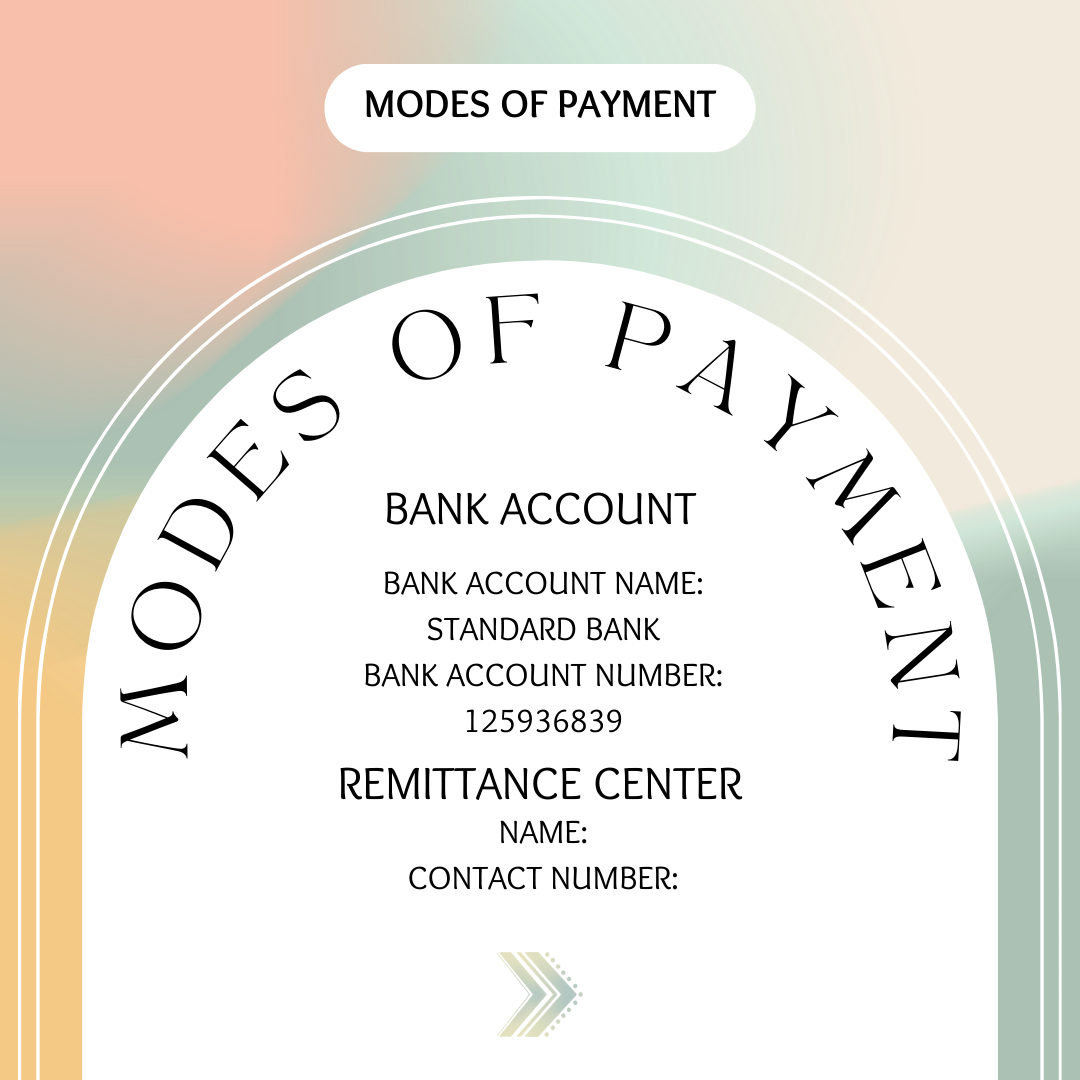 MODES OF PAYMENT
MODES OF PAYMENT
BANK ACCOUNT
BANK ACCOUNT NAME:
STANDARD BANK
BANK ACCOUNT NUMBER:
125936839
REMITTANCE CENTER
NAME:
CONTACT NUMBER: